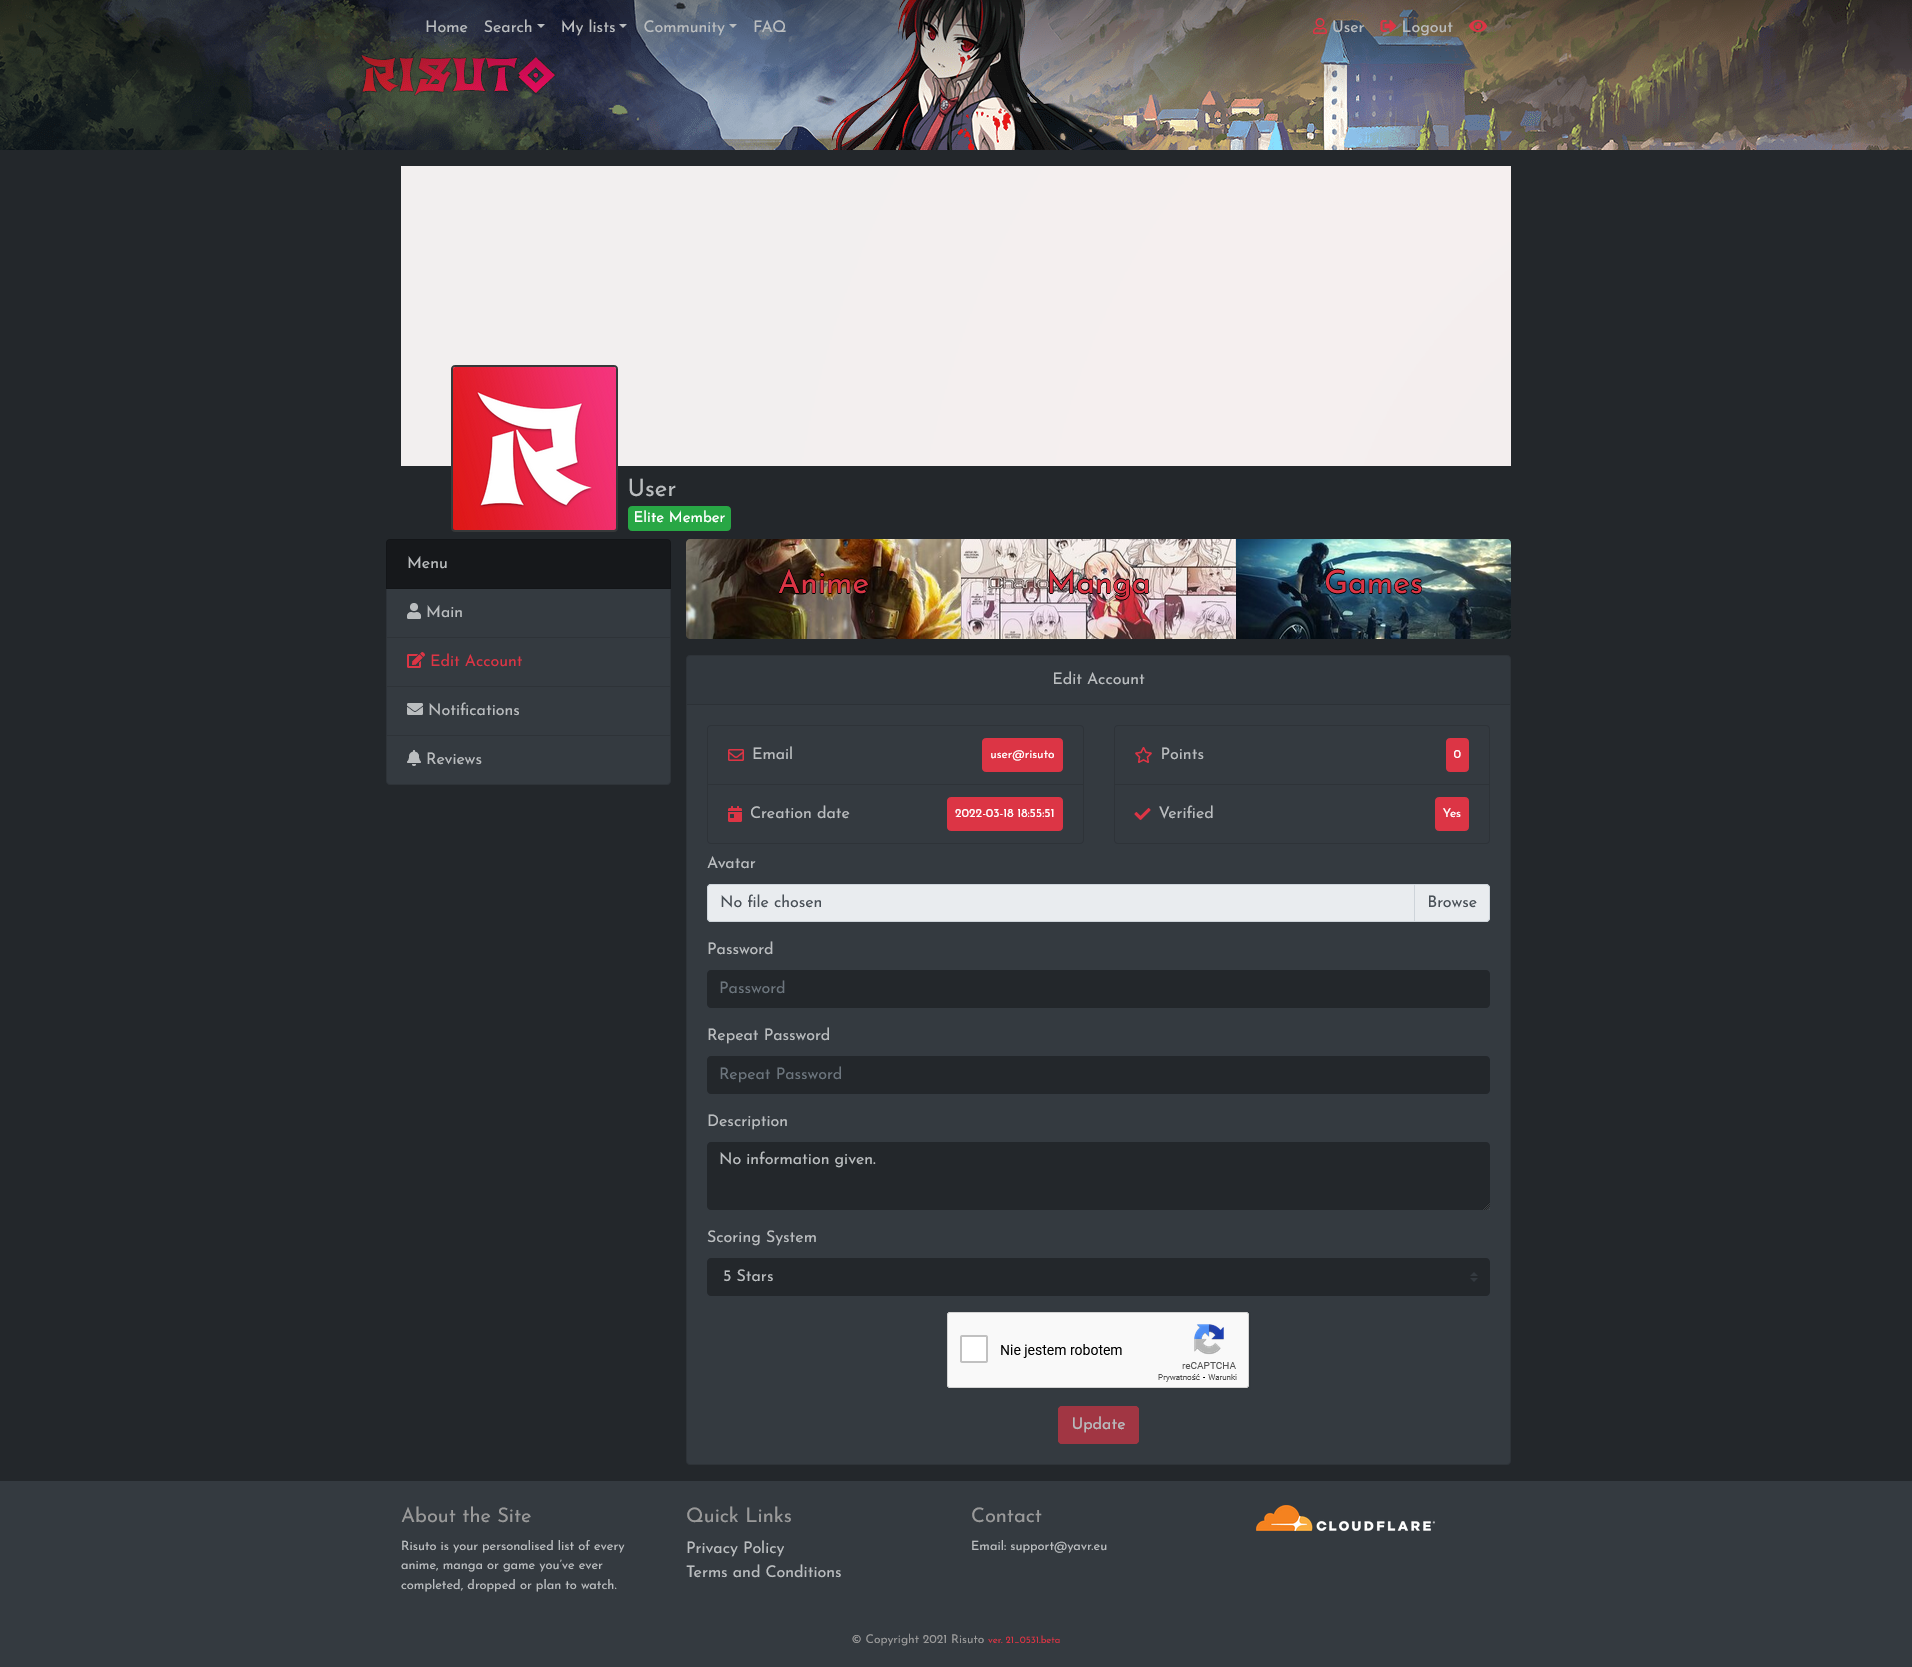 Home Search My lists Community FAQ
User Logout
RISUTO
User
Elite Member
Menu
Main
Edit Account
Notifications
Reviews
Anime
Manga
Games
Edit Account
Email user@risuto
Points 0
Creation date 2022-03-18 18:55:51
Verified Yes
Avatar
No file chosen Browse
Password
Password
Repeat Password
Repeat Password
Description
No information given.
Scoring System
5 Stars
Nie jestem robotem
reCAPTCHA
Prywatność - Warunki
Update
About the Site
Risuto is your personalised list of every
anime, manga or game you've ever
completed, dropped or plan to watch.
Quick Links
Privacy Policy
Terms and Conditions
Contact
Email: support@yavr.eu
CLOUDFLARE
© Copyright 2021 Risuto ver. 21_0531.beta